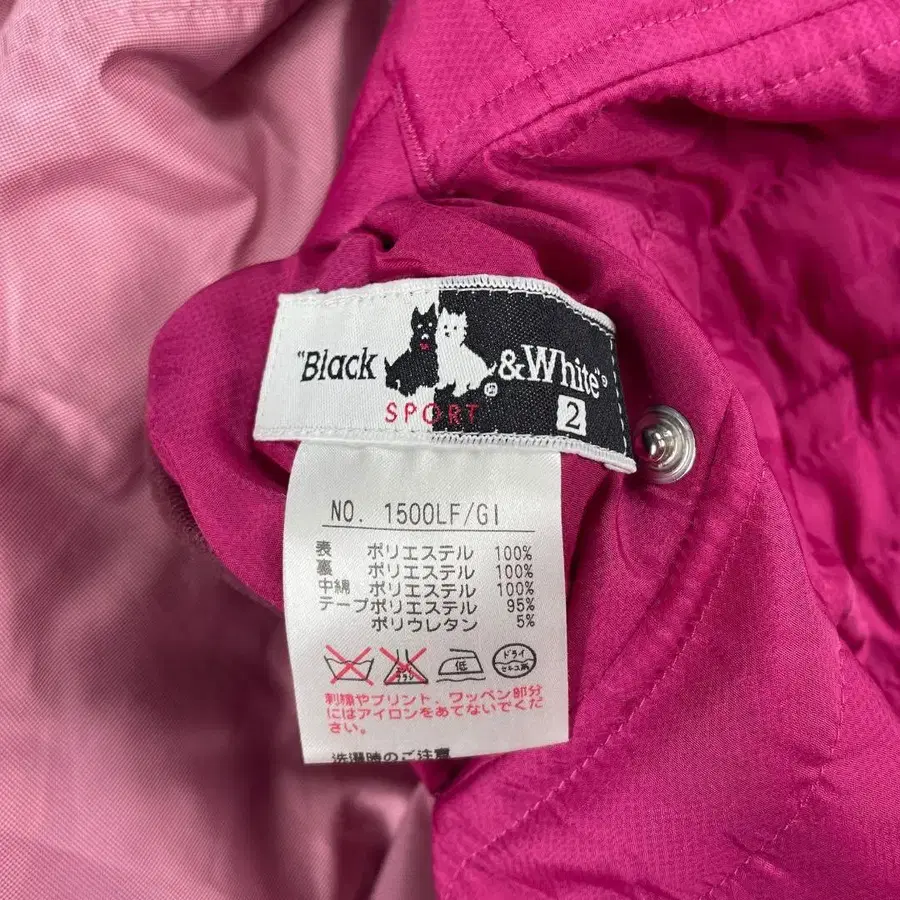 "Black & White"®
SPORT 2
NO. 1500LF/GI
表 ポリエステル 100%
裏 ポリエステル 100%
中綿 ポリエステル 100%
テープポリエステル 95%
ポリウレタン 5%
低 ドライ セキユ系
刺繍やプリント、ワッペン部分
にはアイロンをあてないでくだ
さい。
洗濯時のご注意